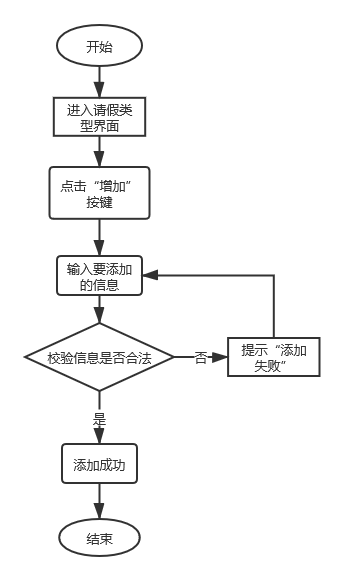 开始
进入请假类
型界面
点击“增加”
按键
输入要添加
的信息
校验信息是否合法
否
提示“添加
失败”
是
添加成功
结束